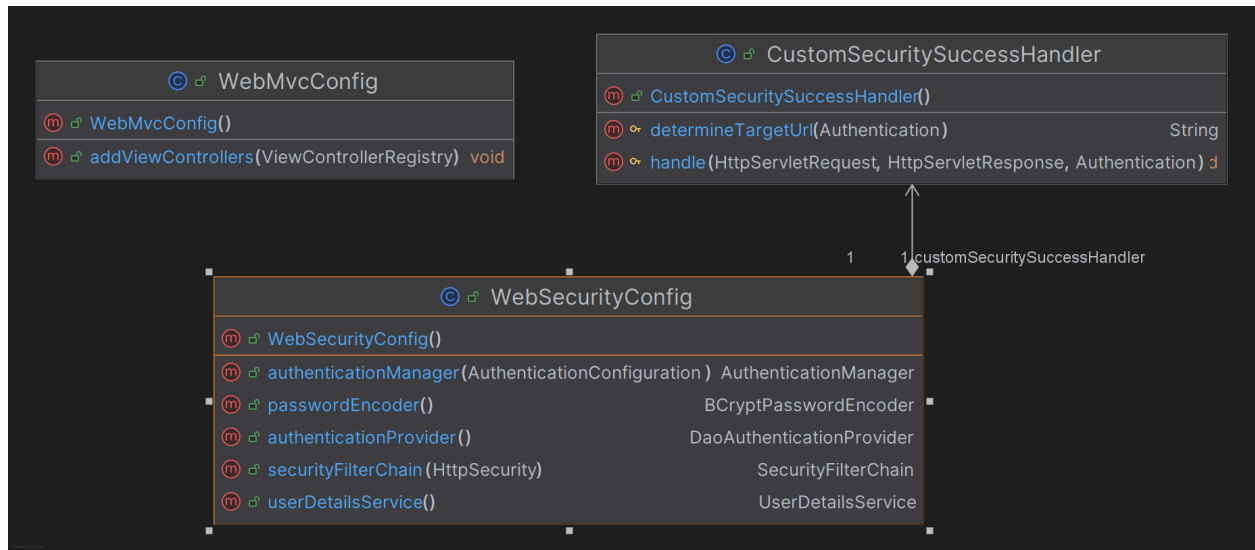 WebMvcConfig
WebMvcConfig()
addViewControllers(ViewControllerRegistry) void
CustomSecuritySuccessHandler
CustomSecuritySuccessHandler()
determineTargetUrl(Authentication) String
handle(HttpServletRequest, HttpServletResponse, Authentication) d
1 1 customSecuritySuccessHandler
WebSecurityConfig
WebSecurityConfig()
authenticationManager(AuthenticationConfiguration) AuthenticationManager
passwordEncoder() BCryptPasswordEncoder
authenticationProvider() DaoAuthenticationProvider
securityFilterChain(HttpSecurity) SecurityFilterChain
userDetailsService() UserDetailsService